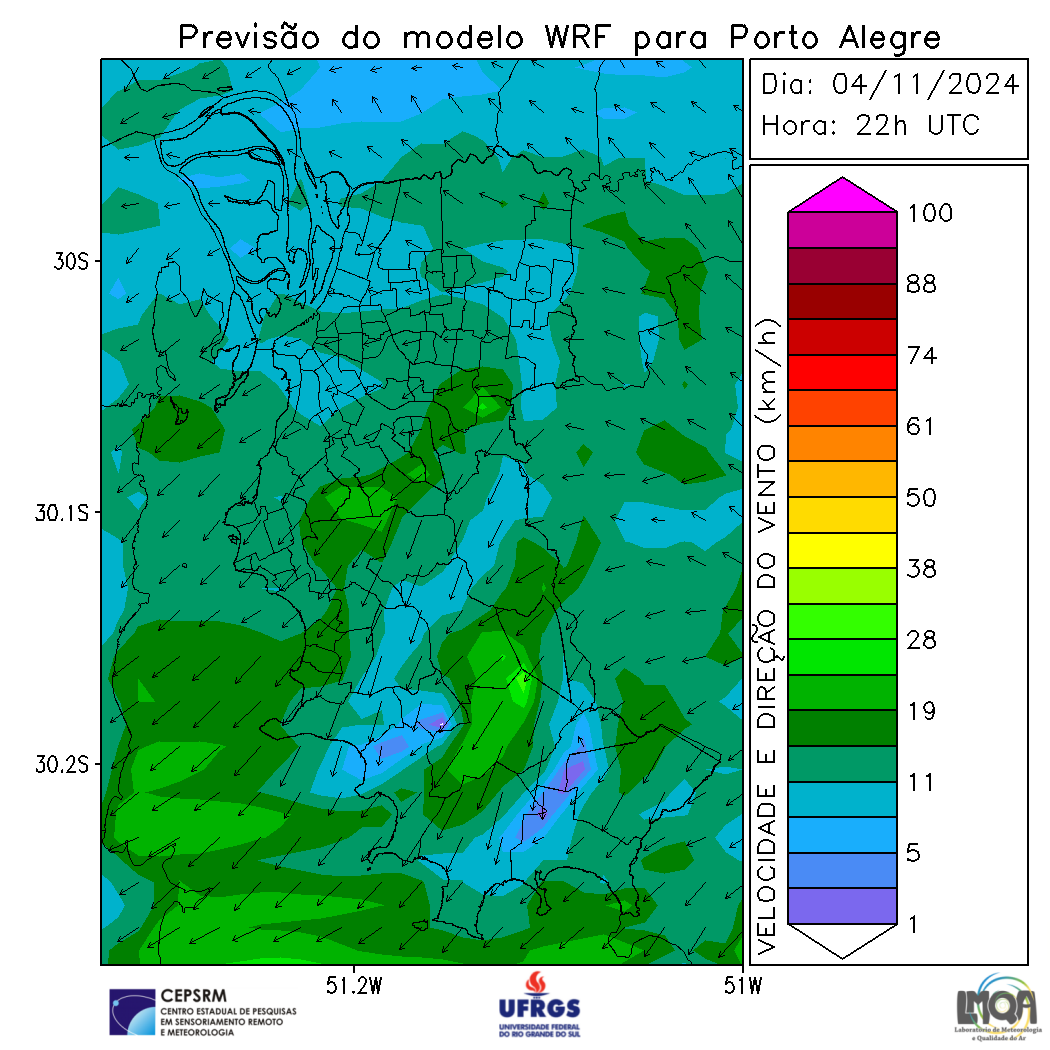 Previsão do modelo WRF para Porto Alegre
Dia: 04/11/2024
Hora: 22h UTC
30S
30.1S
30.2S
51.2W
51W
VELOCIDADE E DIREÇÃO DO VENTO (km/h)
100
88
74
61
50
38
28
19
11
5
1
CEPSRM
CENTRO ESTADUAL DE PESQUISAS
EM SENSORIAMENTO REMOTO
E METEOROLOGIA
UFRGS
UNIVERSIDADE FEDERAL
DO RIO GRANDE DO SUL
LMQA
Laboratório de Meteorologia
e Qualidade do Ar